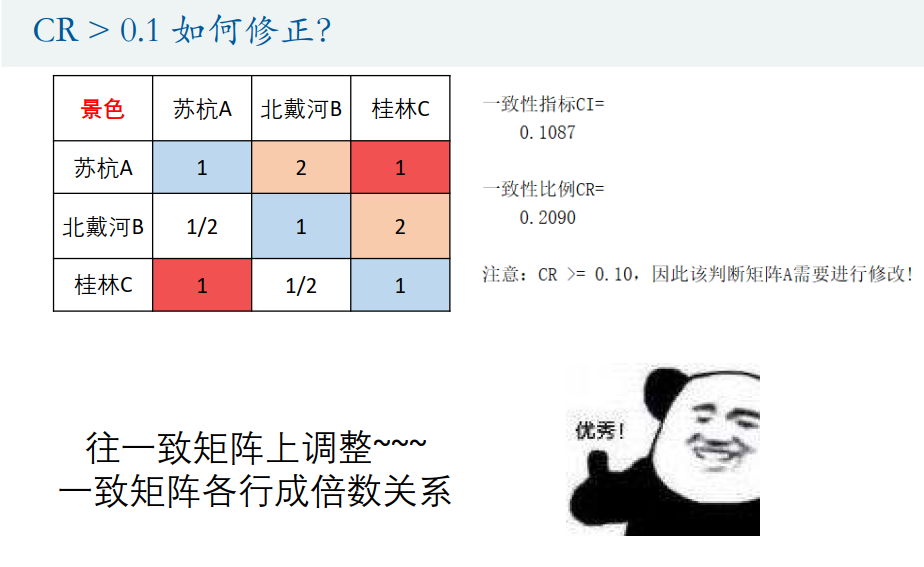 CR > 0.1 如何修正?
景色 苏杭A 北戴河B 桂林C
苏杭A 1 2 1
北戴河B 1/2 1 2
桂林C 1 1/2 1
一致性指标CI=
0.1087
一致性比例CR=
0.2090
注意：CR >= 0.10，因此该判断矩阵A需要进行修改!
往一致矩阵上调整~~~
一致矩阵各行成倍数关系
优秀!